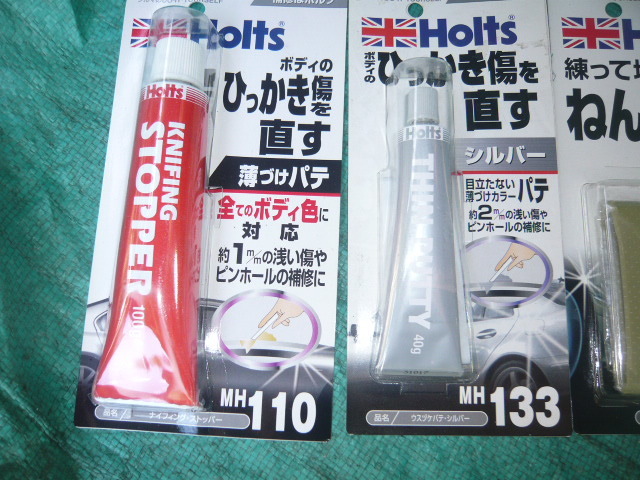 Holts®
ボディの
ひっかき傷を
直す
薄づけパテ
全てのボディ色に
対応
約1m/mの浅い傷や
ピンホールの補修に
Holts
KNIFING
STOPPER
MH110
品名
ナイフィング・ストッパー
Holts®
ボディの
ひっかき傷を
直す
シルバー
目立たない
薄づけカラーパテ
約2m/mの浅い傷や
ピンホールの補修に
Holts
40g
MH133
品名
ウスヅケパテ・シルバー
練って
ねん